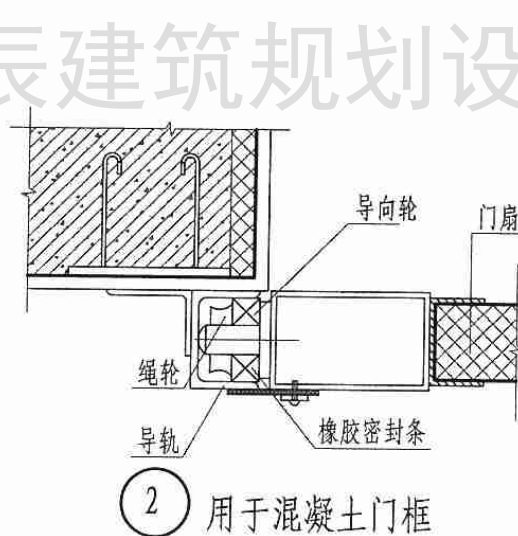 辰建筑规划设
导向轮
门扇
绳轮
导轨
橡胶密封条
2 用于混凝土门框